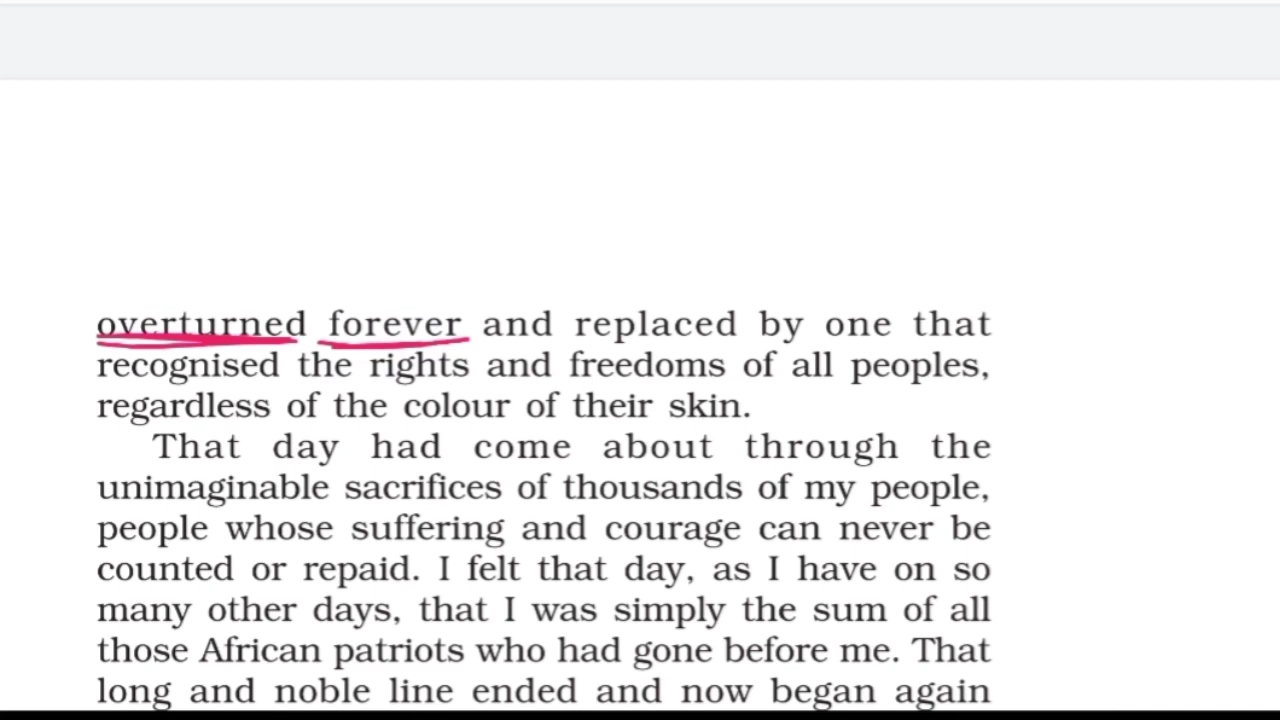 overturned forever and replaced by one that
recognised the rights and freedoms of all peoples,
regardless of the colour of their skin.
That day had come about through the
unimaginable sacrifices of thousands of my people,
people whose suffering and courage can never be
counted or repaid. I felt that day, as I have on so
many other days, that I was simply the sum of all
those African patriots who had gone before me. That
long and noble line ended and now began again